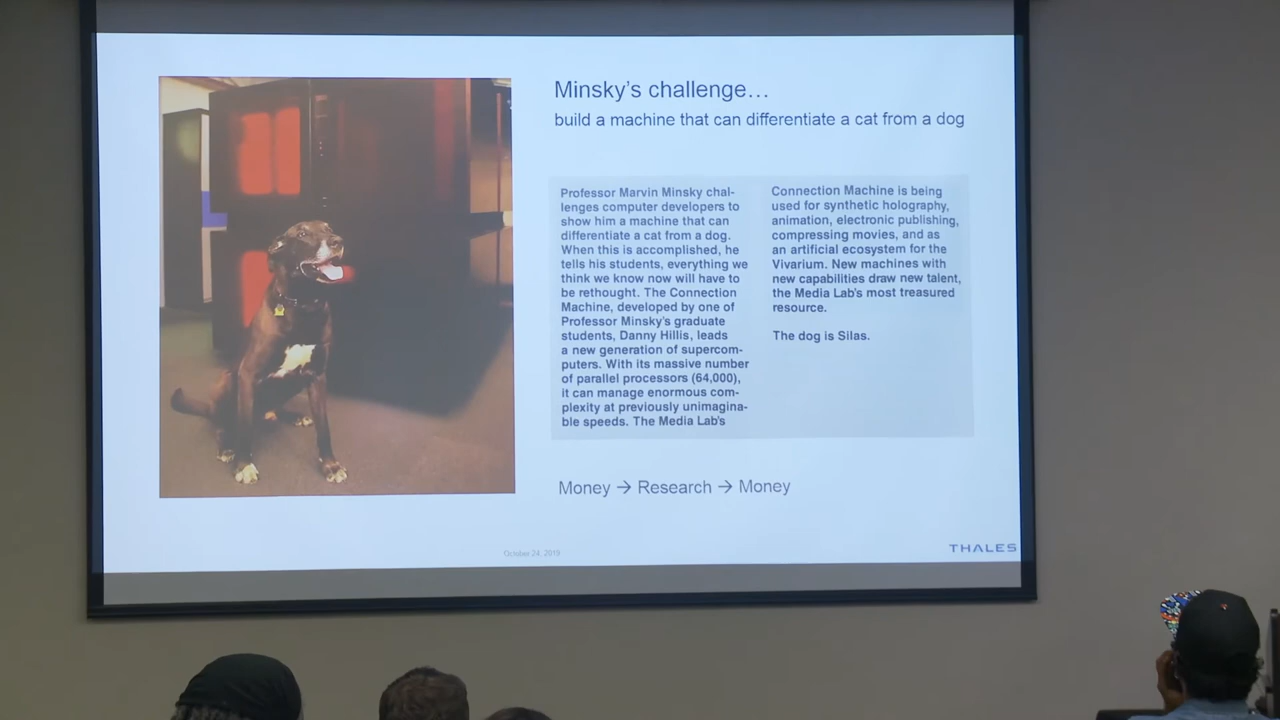 Minsky's challenge…
build a machine that can differentiate a cat from a dog
Professor Marvin Minsky chal-
lenges computer developers to
show him a machine that can
differentiate a cat from a dog.
When this is accomplished, he
tells his students, everything we
think we know now will have to
be rethought. The Connection
Machine, developed by one of
Professor Minsky's graduate
students, Danny Hillis, leads
a new generation of supercom-
puters. With its massive number
of parallel processors (64,000),
it can manage enormous com-
plexity at previously unimagina-
ble speeds. The Media Lab's
Connection Machine is being
used for synthetic holography,
animation, electronic publishing,
compressing movies, and as
an artificial ecosystem for the
Vivarium. New machines with
new capabilities draw new talent,
the Media Lab's most treasured
resource.
The dog is Silas.
Money → Research → Money
October 24, 2019
THALES